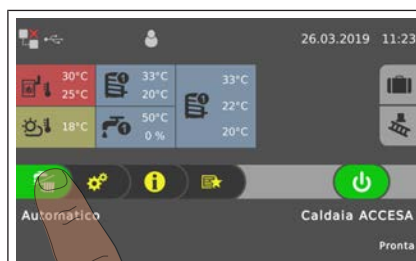 26.03.2019 11:23
30°C
25°C
33°C
20°C
33°C
22°C
20°C
18°C
50°C
0 %
Automatico
Caldaia ACCESA
Pronta